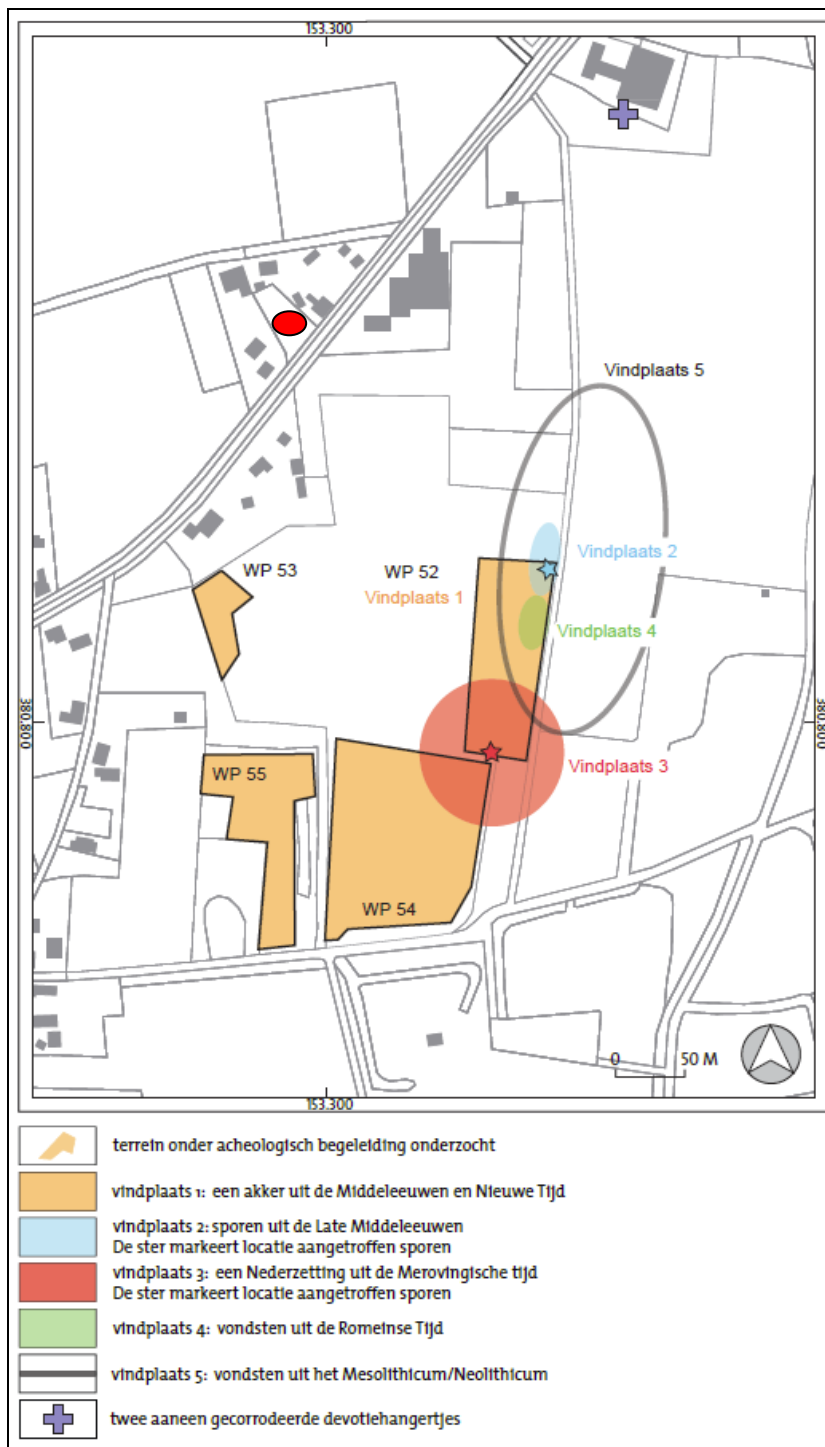 153.300
Vindplaats 5
Vindplaats 2
WP 53
WP 52
Vindplaats 1
Vindplaats 4
380.800
380.800
Vindplaats 3
WP 55
WP 54
0 50 M
153.300
terrein onder acheologisch begeleiding onderzocht
vindplaats 1: een akker uit de Middeleeuwen en Nieuwe Tijd
vindplaats 2: sporen uit de Late Middeleeuwen
De ster markeert locatie aangetroffen sporen
vindplaats 3: een Nederzetting uit de Merovingische tijd
De ster markeert locatie aangetroffen sporen
vindplaats 4: vondsten uit de Romeinse Tijd
vindplaats 5: vondsten uit het Mesolithicum/Neolithicum
twee aaneen gecorrodeerde devotiehangertjes